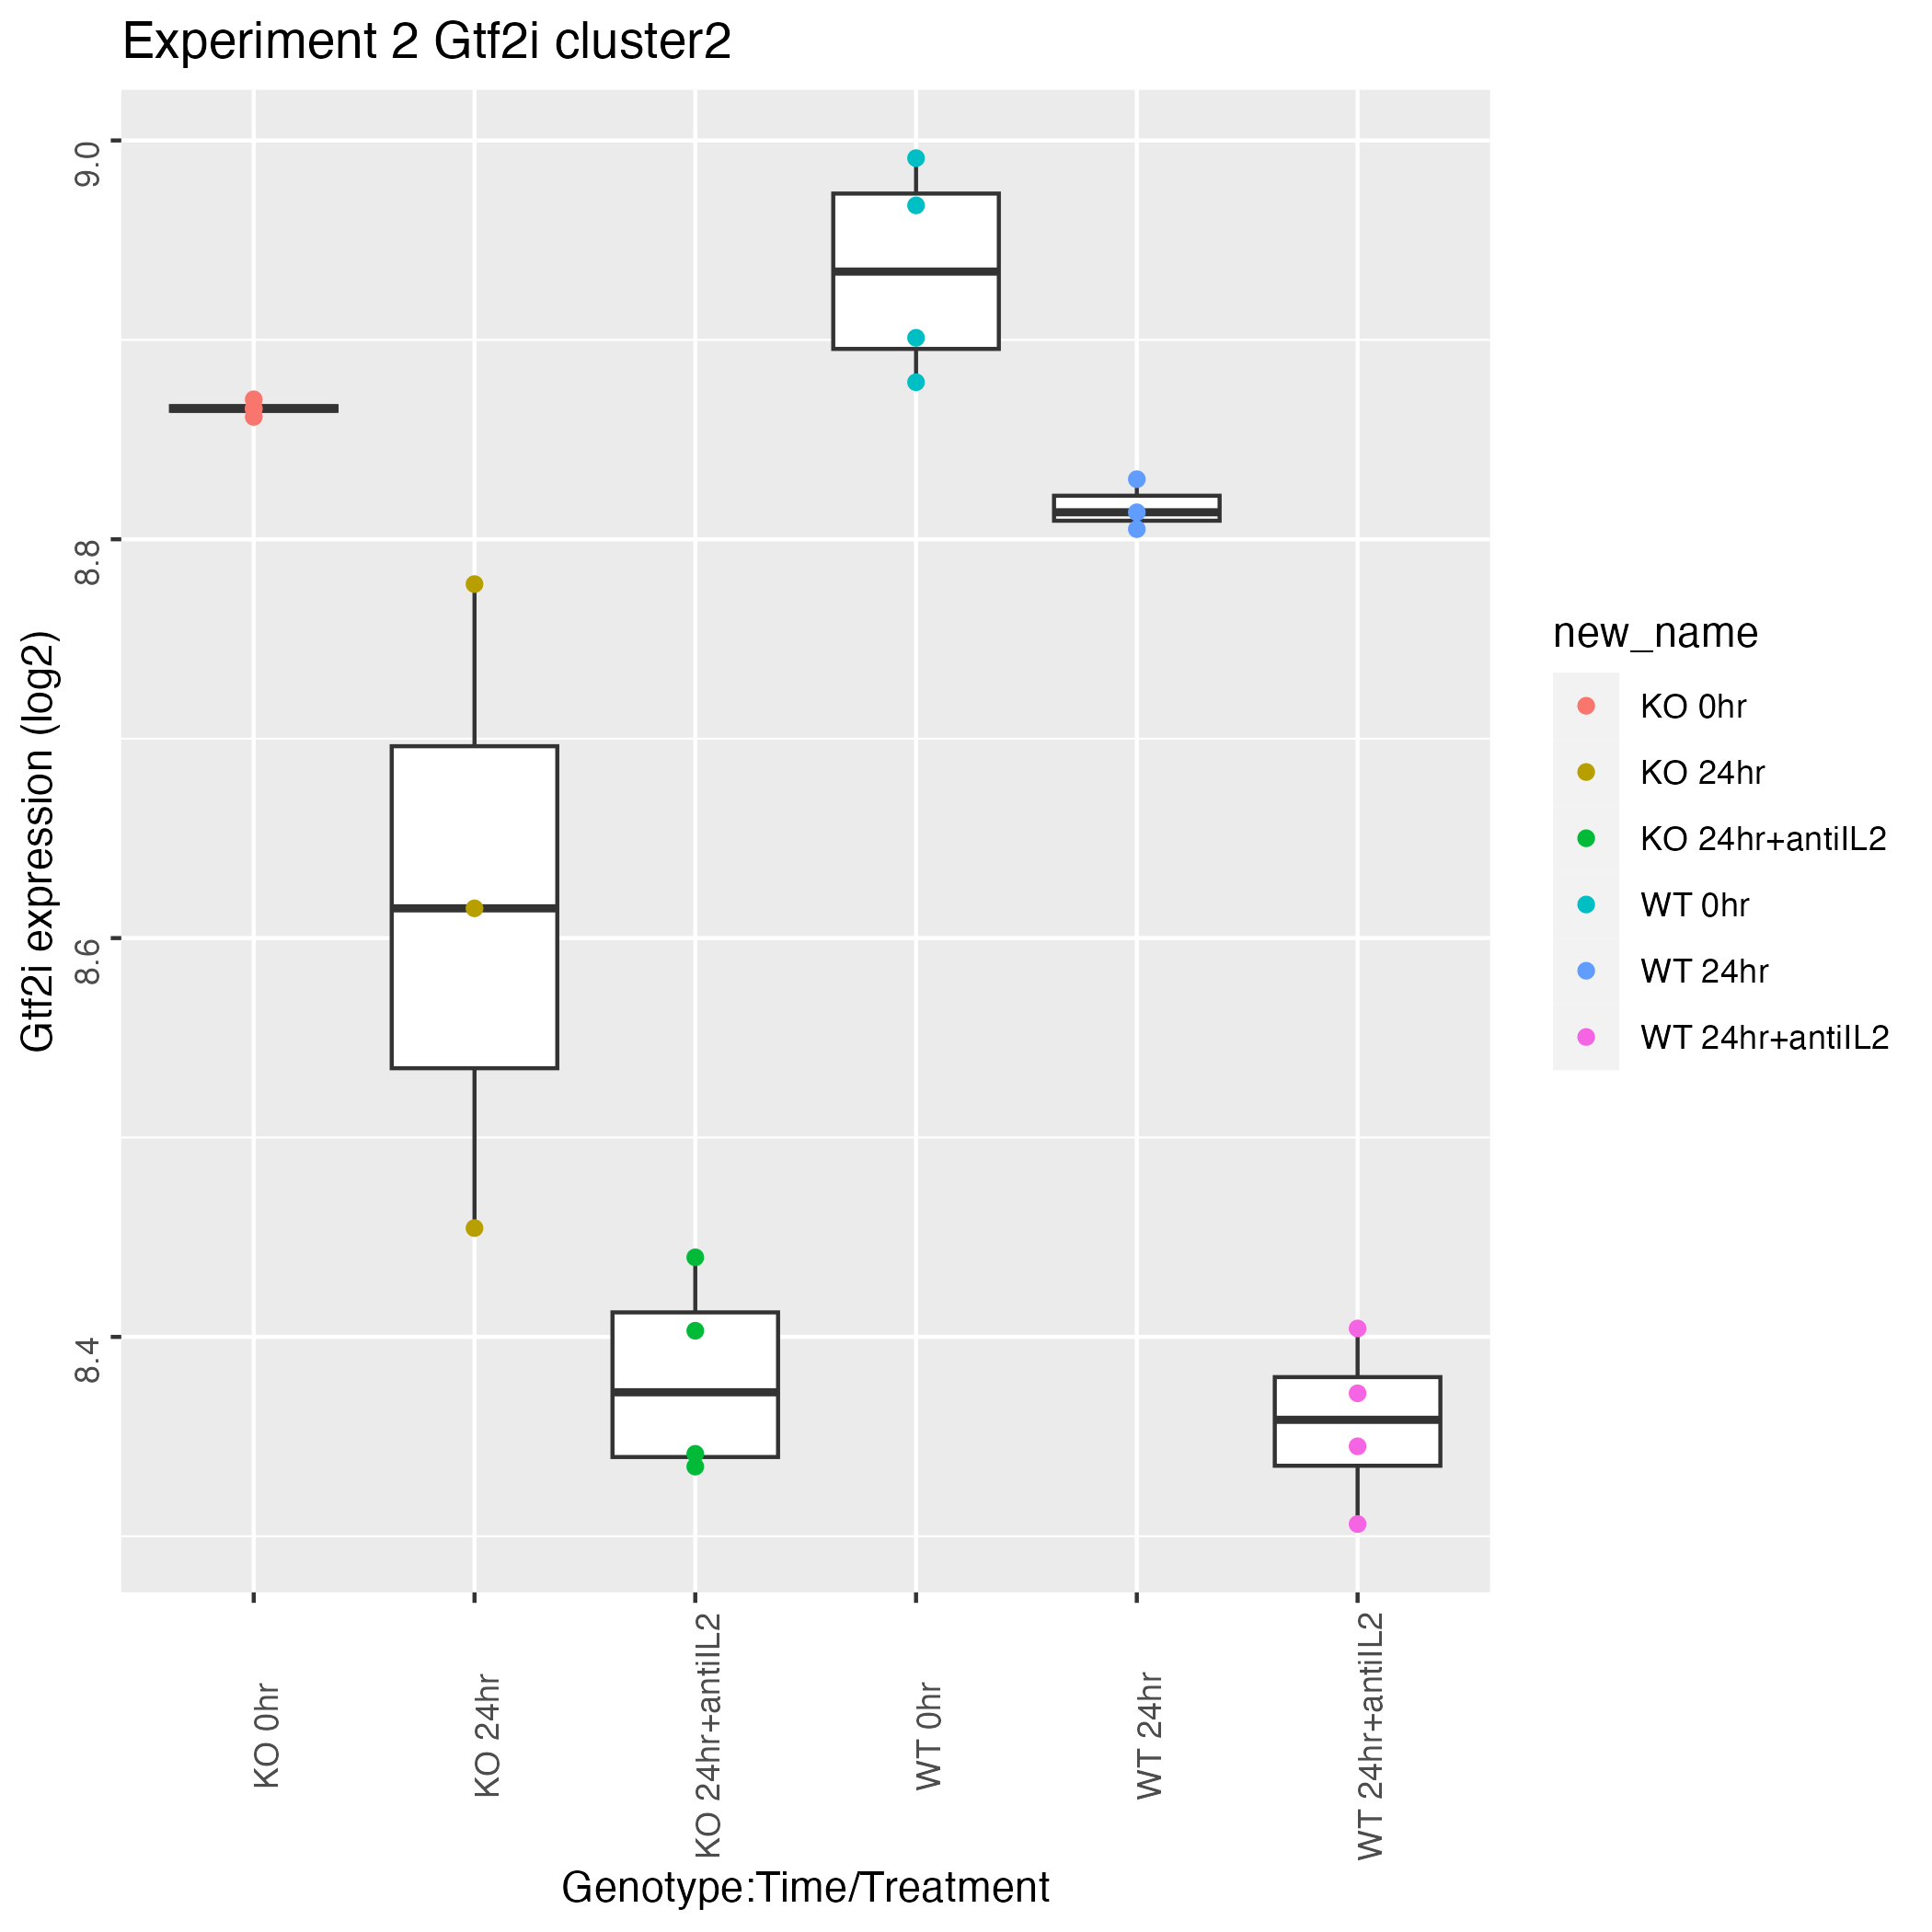 Experiment 2 Gtf2i cluster2
Gtf2i expression (log2)
9.0
8.8
8.6
8.4
KO 0hr
KO 24hr
KO 24hr+antiIL2
WT 0hr
WT 24hr
WT 24hr+antiIL2
Genotype:Time/Treatment
new_name
KO 0hr
KO 24hr
KO 24hr+antiIL2
WT 0hr
WT 24hr
WT 24hr+antiIL2